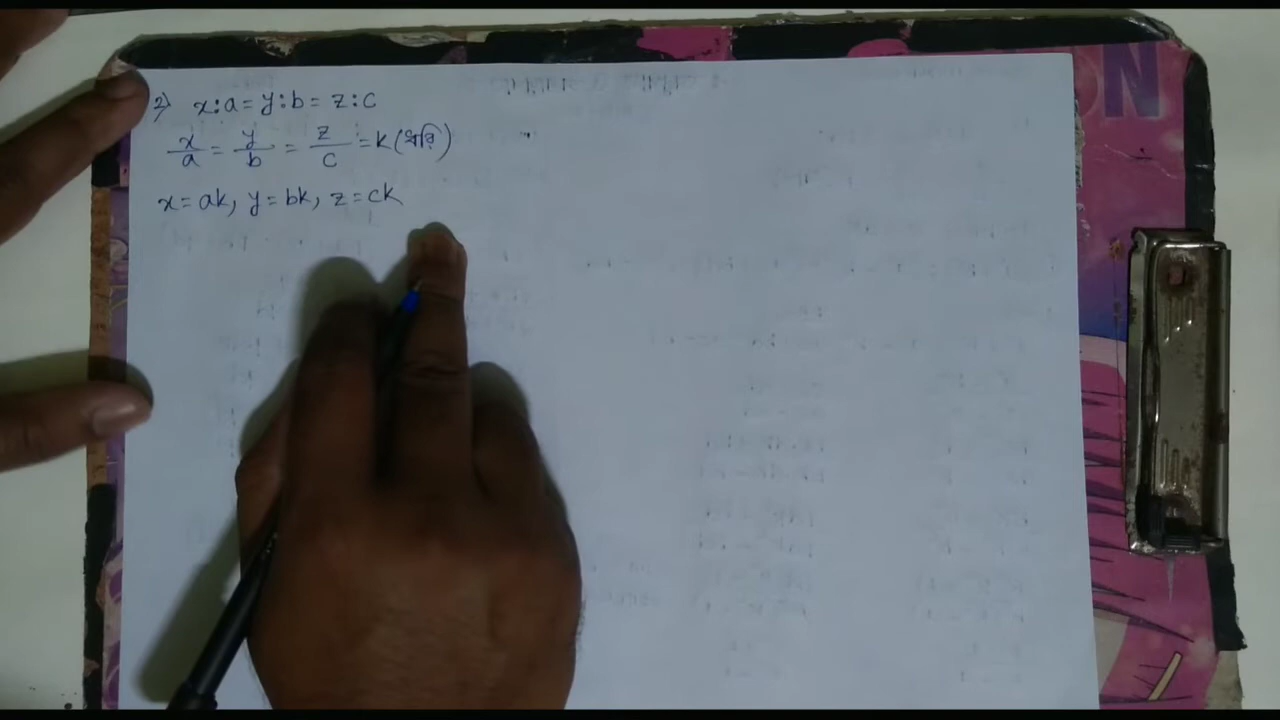 2) x:a = y:b = z:c
x/a = y/b = z/c = k (ধরি)
x = ak, y = bk, z = ck
N